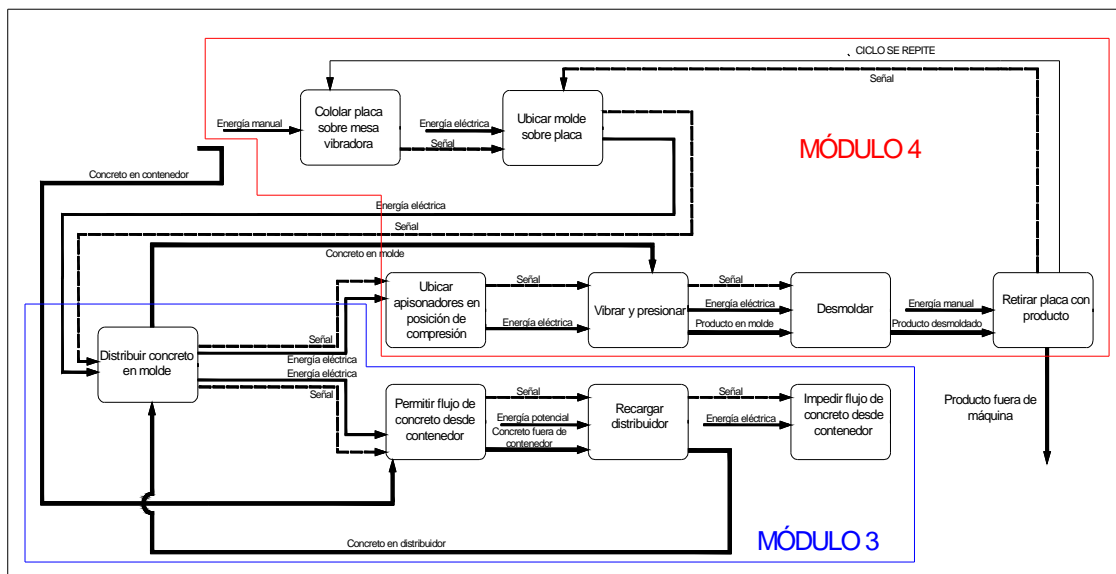 CICLO SE REPITE
Señal
Cololar placa
sobre mesa
vibradora
Energía manual
Energía eléctrica
Señal
Ubicar molde
sobre placa
MÓDULO 4
Concreto en contenedor
Energía eléctrica
Señal
Concreto en molde
Ubicar
apisonadores en
posición de
compresión
Señal
Energía eléctrica
Vibrar y presionar
Señal
Energía eléctrica
Producto en molde
Desmoldar
Energía manual
Producto desmoldado
Retirar placa con
producto
Distribuir concreto
en molde
Señal
Energía eléctrica
Energía eléctrica
Señal
Permitir flujo de
concreto desde
contenedor
Señal
Energía potencial
Concreto fuera de
contenedor
Recargar
distribuidor
Señal
Energía eléctrica
Impedir flujo de
concreto desde
contenedor
Producto fuera de
máquina
Concreto en distribuidor
MÓDULO 3